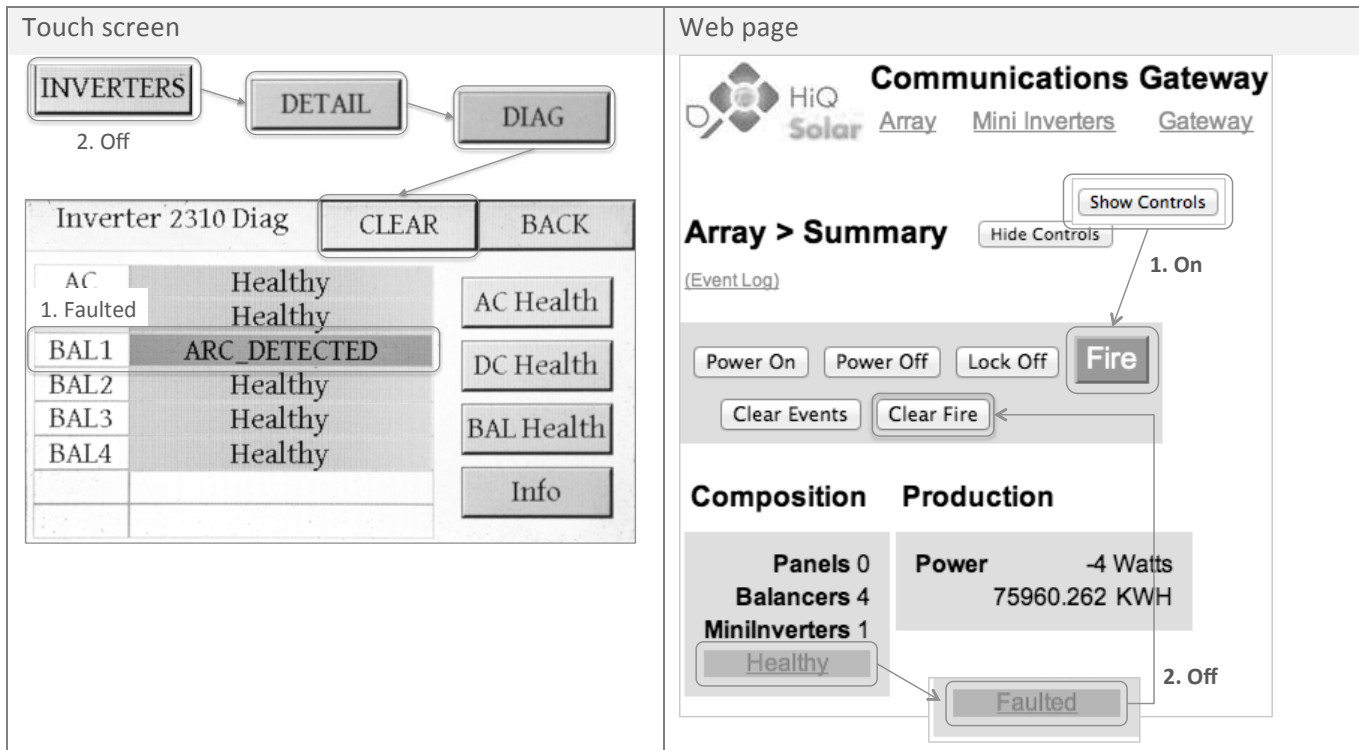 Touch screen
INVERTERS
DETAIL
DIAG
2. Off
Inverter 2310 Diag CLEAR BACK
AC Healthy
1. Faulted
Healthy
BAL1 ARC_DETECTED
BAL2 Healthy
BAL3 Healthy
BAL4 Healthy
AC Health
DC Health
BAL Health
Info
Web page
HiQ
Solar
Communications Gateway
Array Mini Inverters Gateway
Show Controls
Array > Summary Hide Controls
1. On
(Event Log)
Power On Power Off Lock Off Fire
Clear Events Clear Fire
Composition Production
Panels 0 Power -4 Watts
Balancers 4 75960.262 KWH
MiniInverters 1
Healthy
2. Off
Faulted